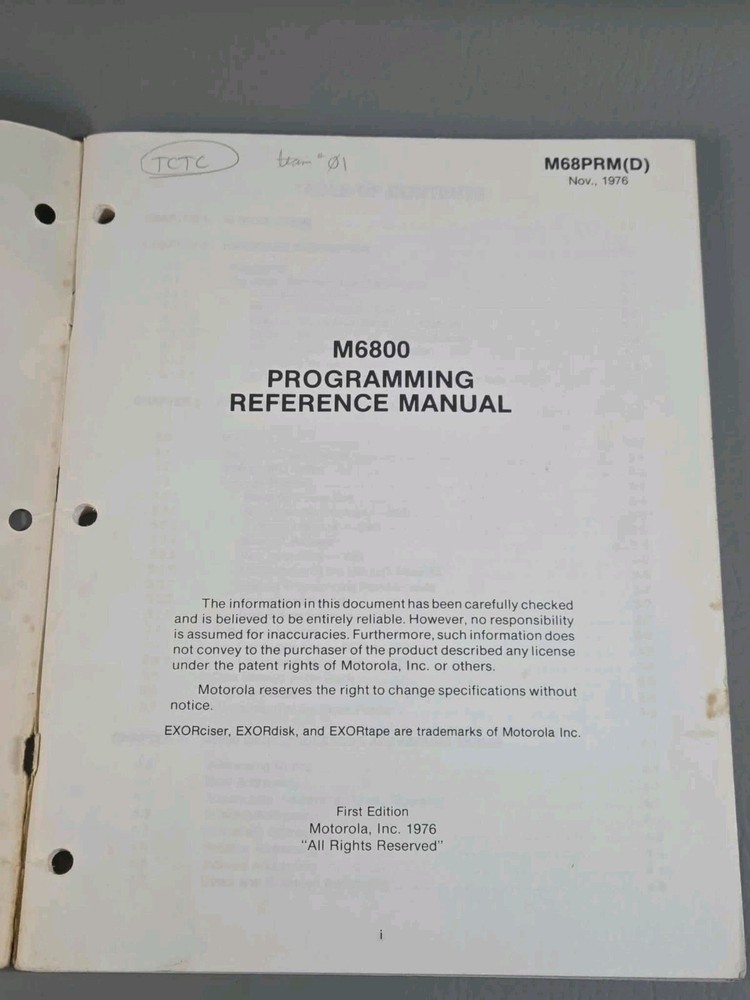 TCTC team # Ø1
M68PRM(D)
Nov., 1976
M6800
PROGRAMMING
REFERENCE MANUAL
The information in this document has been carefully checked
and is believed to be entirely reliable. However, no responsibility
is assumed for inaccuracies. Furthermore, such information does
not convey to the purchaser of the product described any license
under the patent rights of Motorola, Inc. or others.
Motorola reserves the right to change specifications without
notice.
EXORciser, EXORdisk, and EXORtape are trademarks of Motorola Inc.
First Edition
Motorola, Inc. 1976
"All Rights Reserved"
i